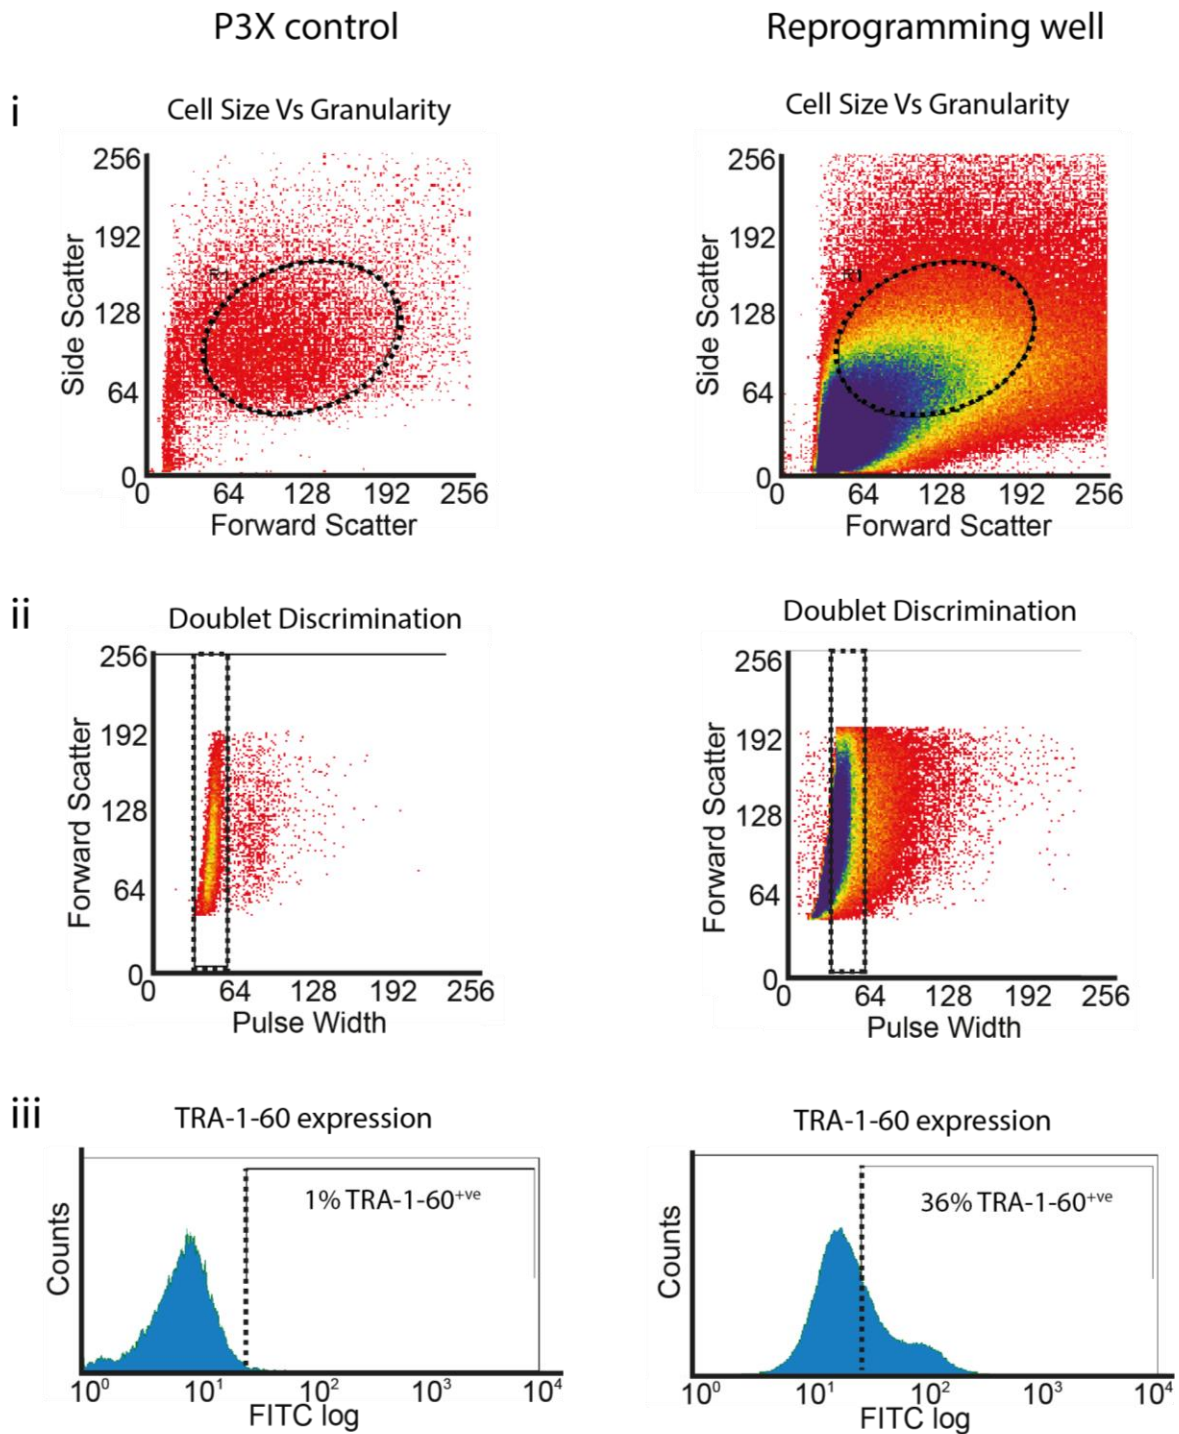 P3X control
Reprogramming well
i
Cell Size Vs Granularity
Cell Size Vs Granularity
Side Scatter
256
192
128
64
0
0 64 128 192 256
Forward Scatter
R1
Side Scatter
256
192
128
64
0
0 64 128 192 256
Forward Scatter
R1
ii
Doublet Discrimination
Doublet Discrimination
Forward Scatter
256
192
128
64
0
0 64 128 192 256
Pulse Width
Forward Scatter
256
192
128
64
0
0 64 128 192 256
Pulse Width
iii
TRA-1-60 expression
TRA-1-60 expression
Counts
1% TRA-1-60+ve
10⁰ 10¹ 10² 10³ 10⁴
FITC log
Counts
36% TRA-1-60+ve
10⁰ 10¹ 10² 10³ 10⁴
FITC log